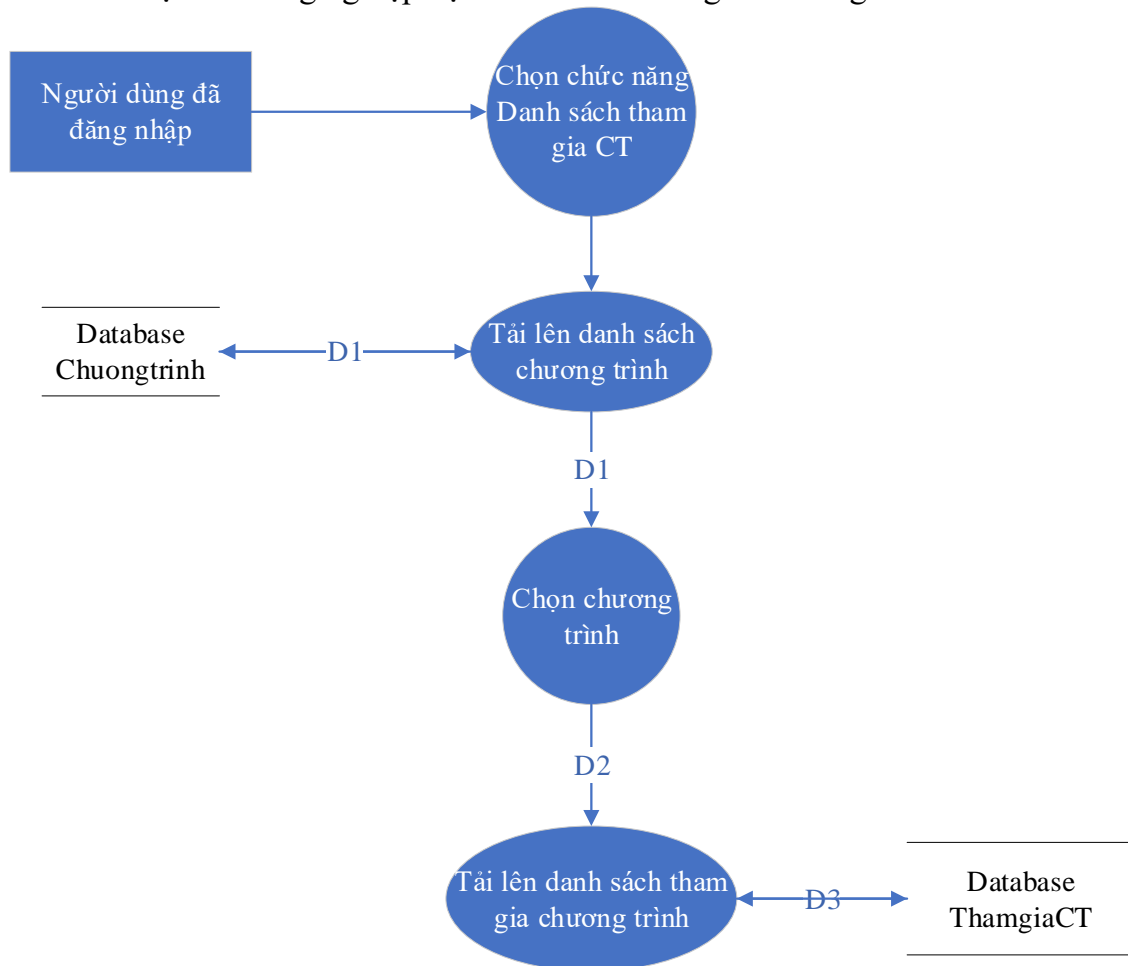 Người dùng đã
đăng nhập
Chọn chức năng
Danh sách tham
gia CT
Database
Chuongtrinh
D1
Tải lên danh sách
chương trình
D1
Chọn chương
trình
D2
Tải lên danh sách tham
gia chương trình
D3
Database
ThamgiaCT